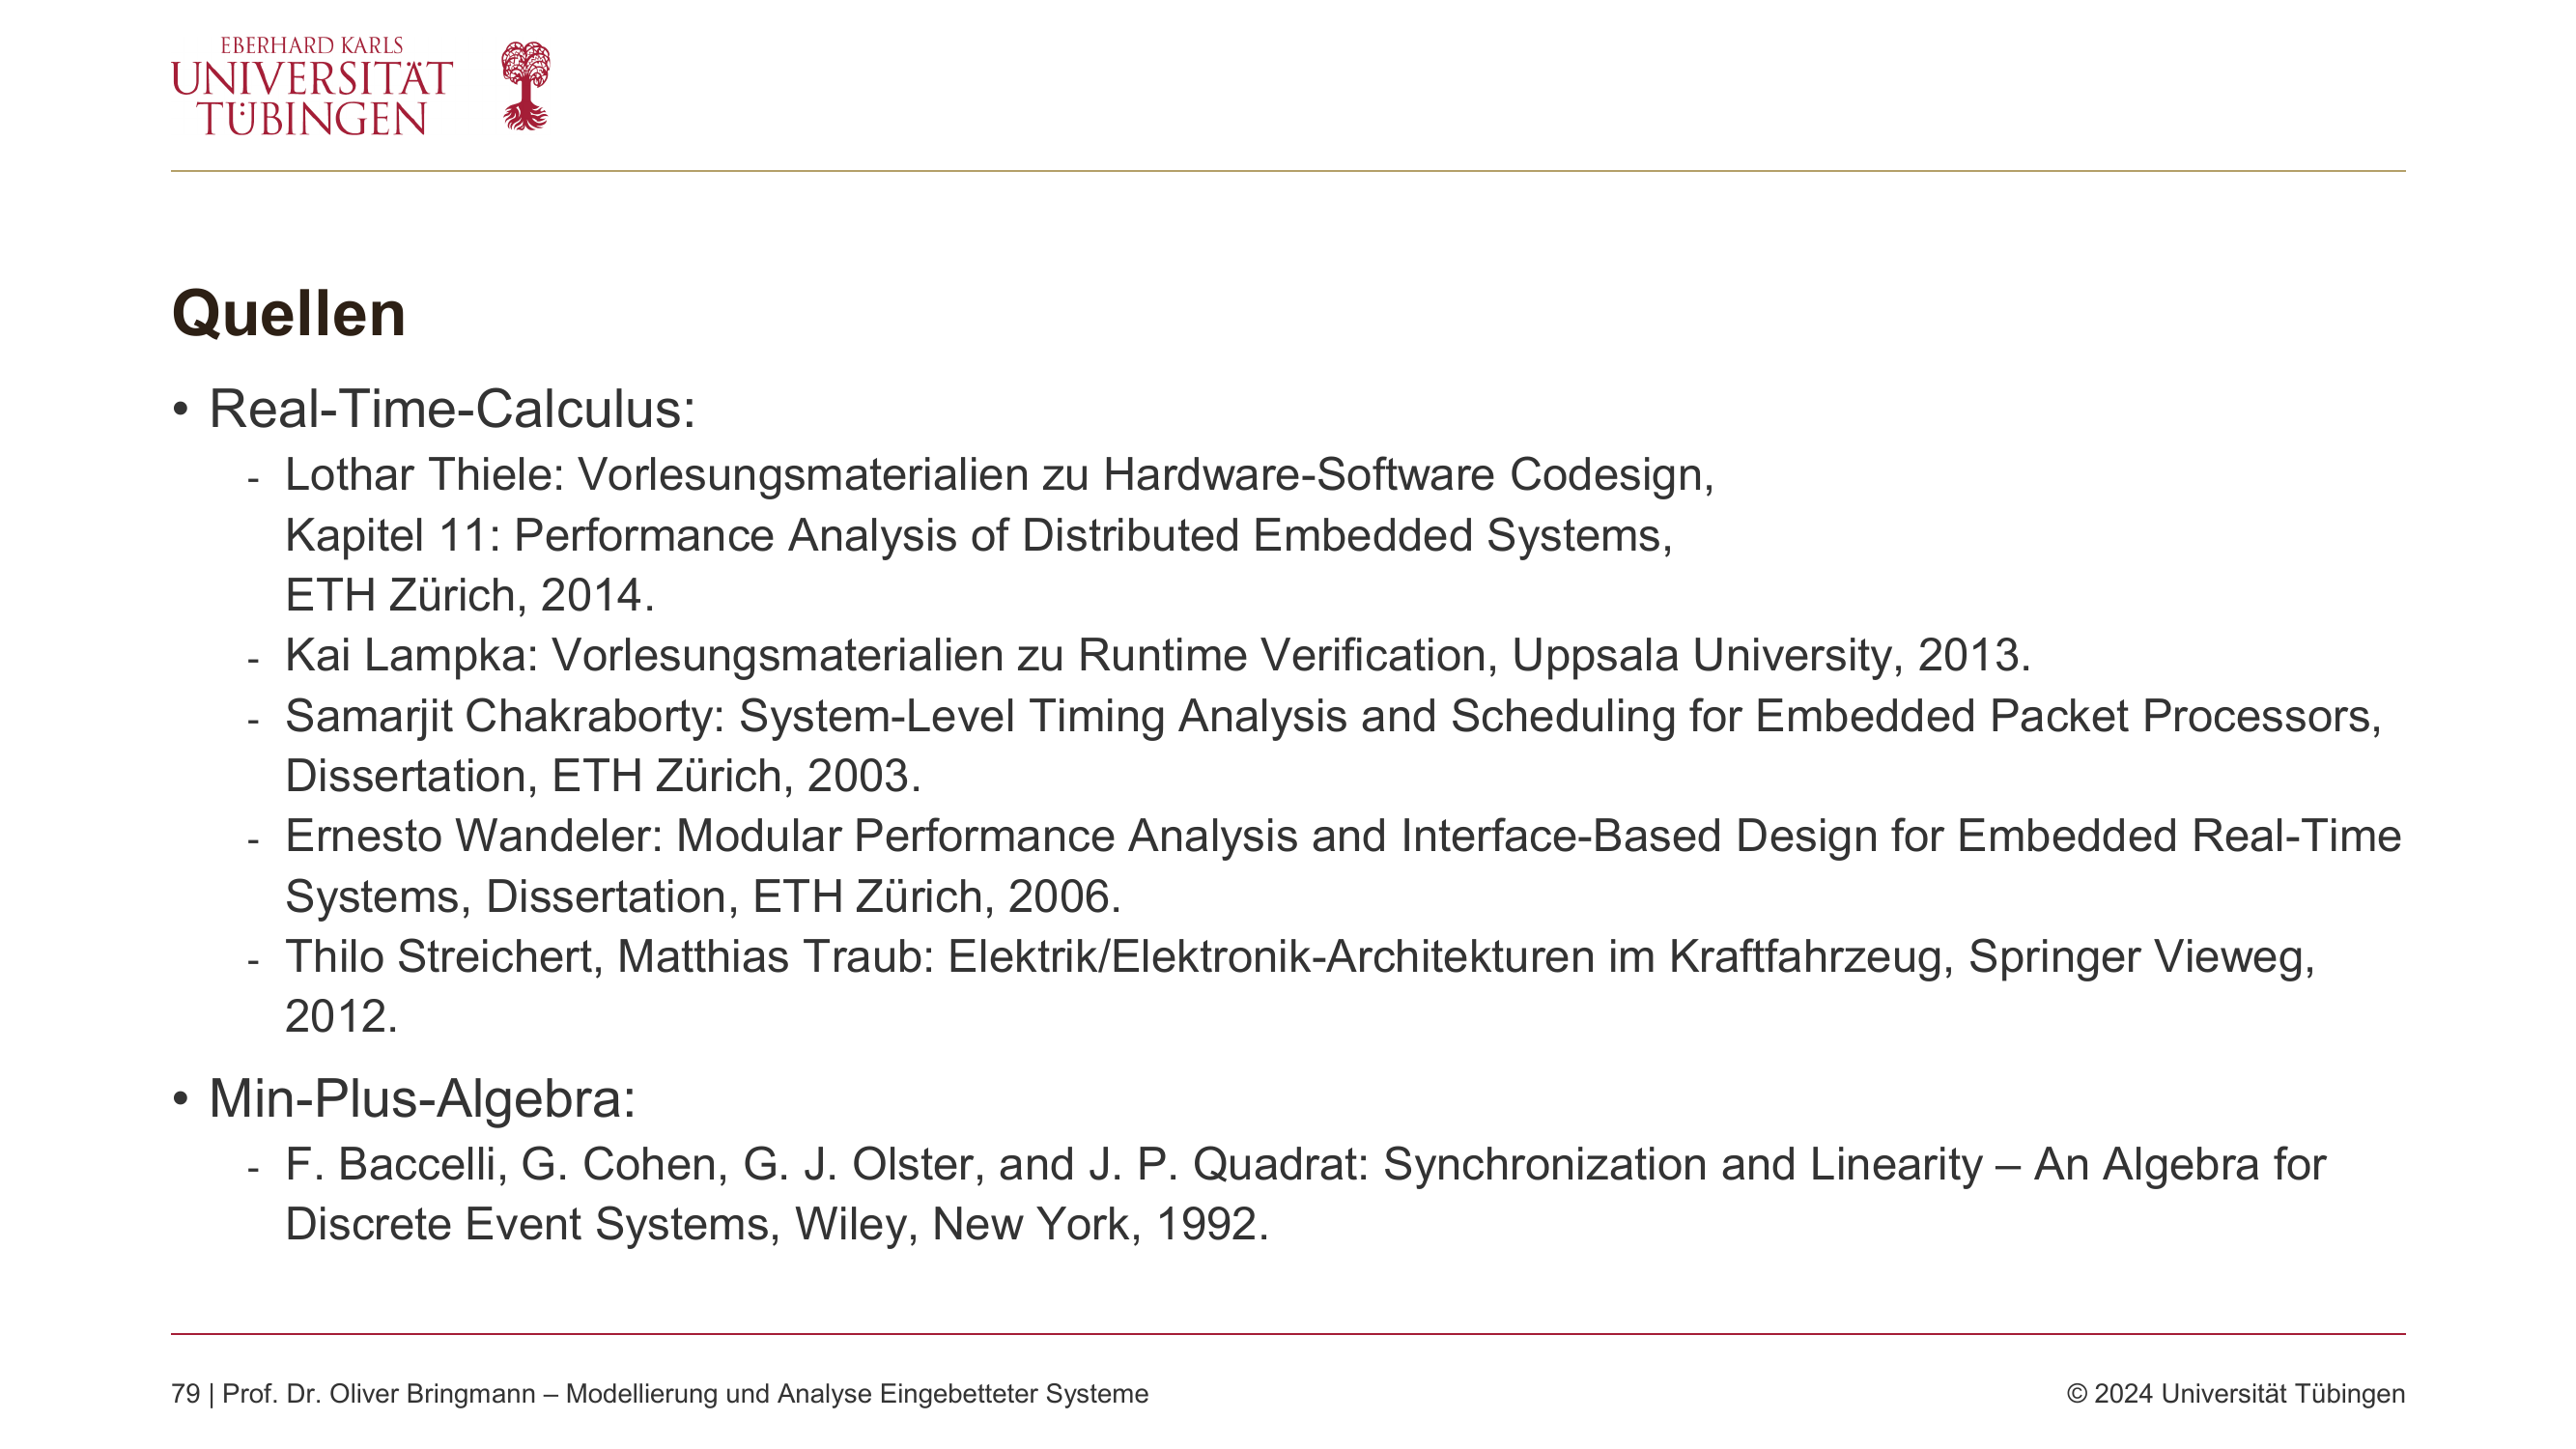 EBERHARD KARLS
UNIVERSITÄT
TÜBINGEN
Quellen
• Real-Time-Calculus:
- Lothar Thiele: Vorlesungsmaterialien zu Hardware-Software Codesign,
Kapitel 11: Performance Analysis of Distributed Embedded Systems,
ETH Zürich, 2014.
- Kai Lampka: Vorlesungsmaterialien zu Runtime Verification, Uppsala University, 2013.
- Samarjit Chakraborty: System-Level Timing Analysis and Scheduling for Embedded Packet Processors,
Dissertation, ETH Zürich, 2003.
- Ernesto Wandeler: Modular Performance Analysis and Interface-Based Design for Embedded Real-Time
Systems, Dissertation, ETH Zürich, 2006.
- Thilo Streichert, Matthias Traub: Elektrik/Elektronik-Architekturen im Kraftfahrzeug, Springer Vieweg,
2012.
• Min-Plus-Algebra:
- F. Baccelli, G. Cohen, G. J. Olster, and J. P. Quadrat: Synchronization and Linearity – An Algebra for
Discrete Event Systems, Wiley, New York, 1992.
79 | Prof. Dr. Oliver Bringmann – Modellierung und Analyse Eingebetteter Systeme
© 2024 Universität Tübingen